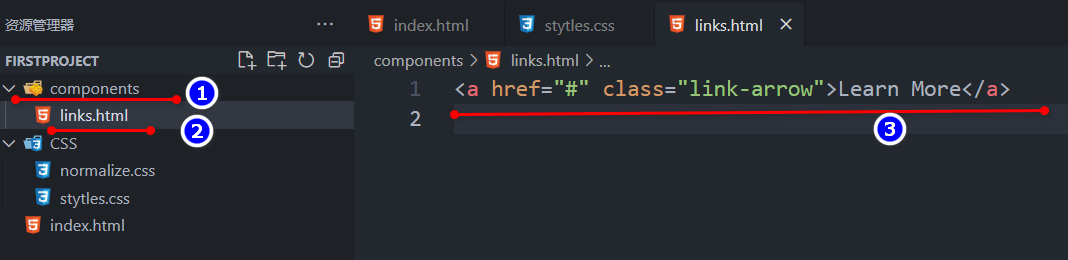 资源管理器 ···
FIRSTPROJECT
components
links.html
CSS
normalize.css
stytles.css
index.html
index.html stytles.css links.html ×
components > links.html > ...
1 <a href="#" class="link-arrow">Learn More</a>
2
1
2
3